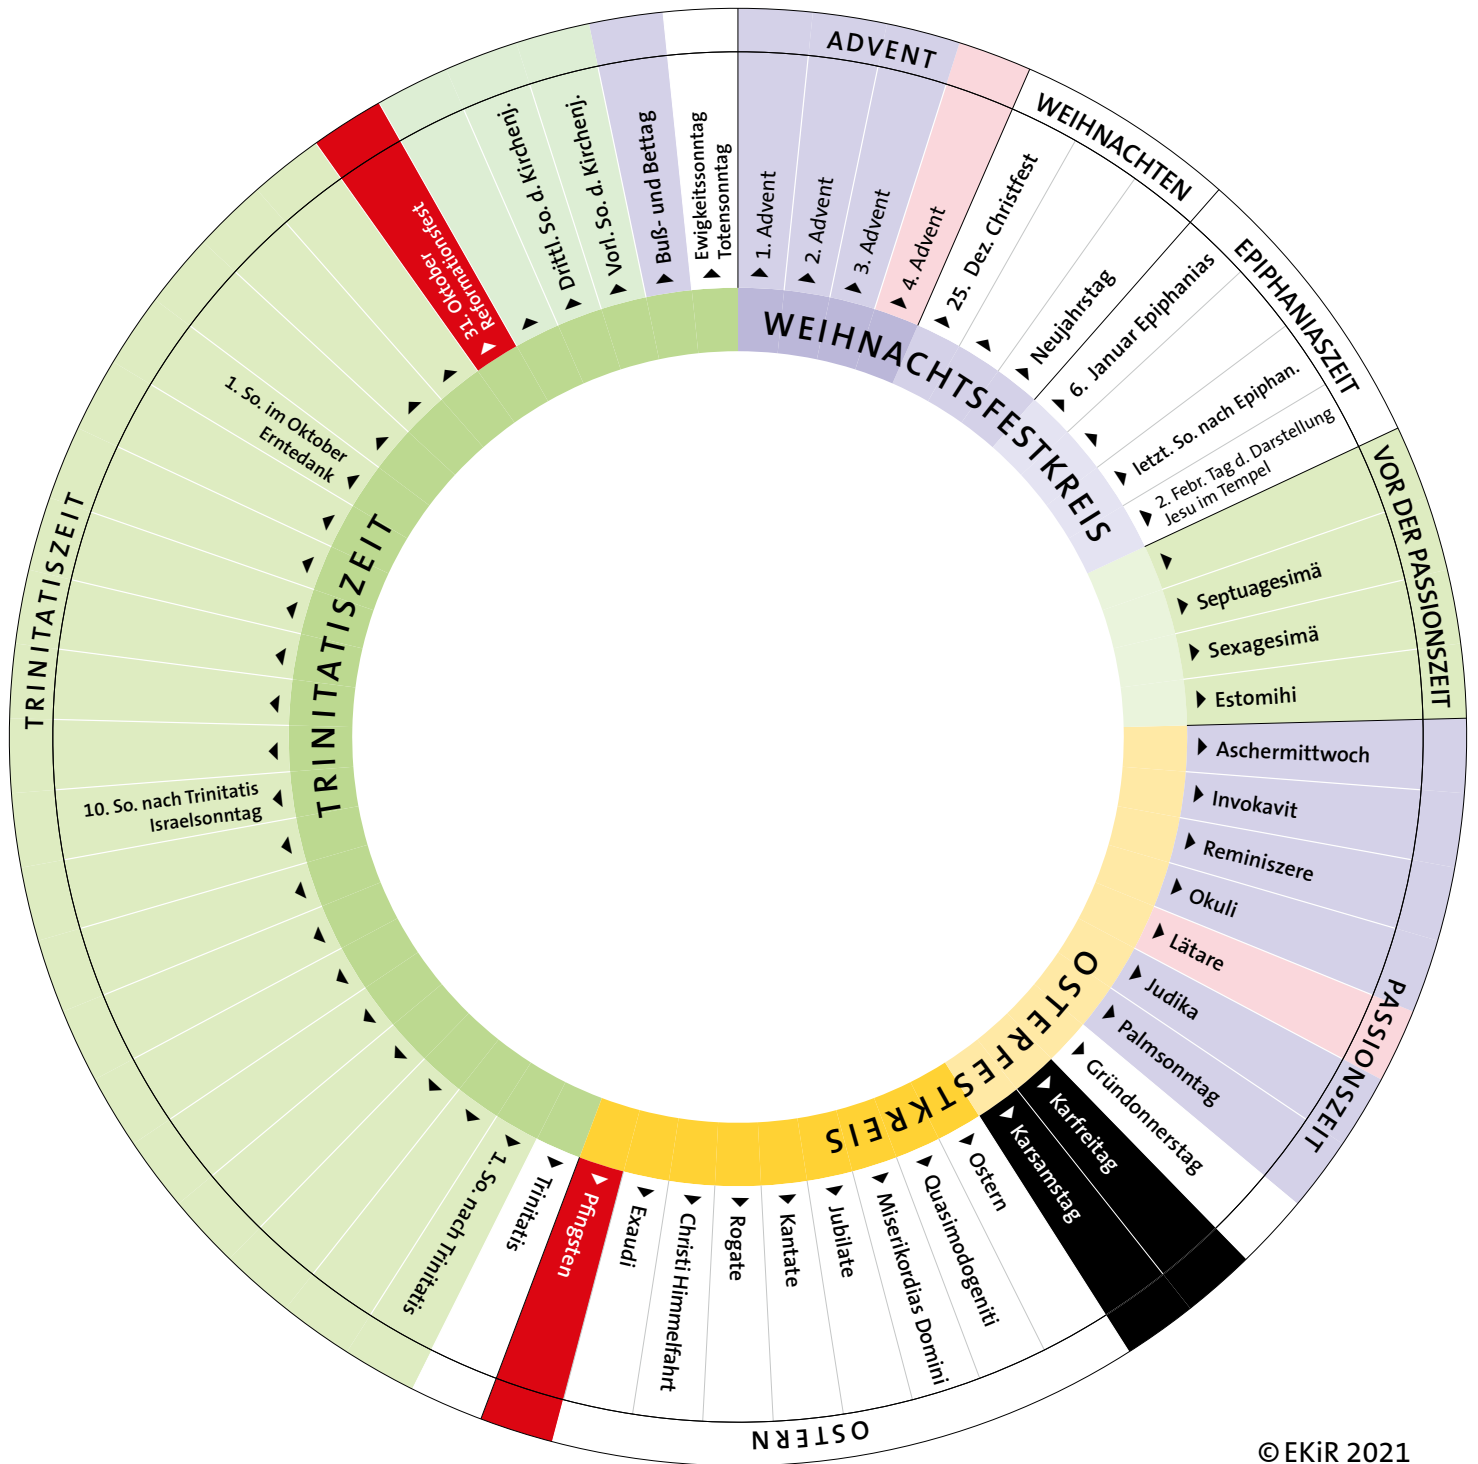 ADVENT
WEIHNACHTEN
EPIPHANIASZEIT
VOR DER PASSIONSZEIT
PASSIONSZEIT
OSTERN
TRINITATISZEIT
1. Advent
2. Advent
3. Advent
4. Advent
25. Dez. Christfest
Neujahrstag
6. Januar Epiphanias
letzt. So. nach Epiphan.
2. Febr. Tag d. Darstellung
Jesu im Tempel
Septuagesimä
Sexagesimä
Estomihi
Aschermittwoch
Invokavit
Reminiszere
Okuli
Lätare
Judika
Palmsonntag
Gründonnerstag
Karfreitag
Karsamstag
Ostern
Quasimodogeniti
Miserikordias Domini
Jubilate
Kantate
Rogate
Christi Himmelfahrt
Exaudi
Pfingsten
Trinitatis
1. So. nach Trinitatis
10. So. nach Trinitatis
Israelsonntag
1. So. im Oktober
Erntedank
31. Oktober
Reformationsfest
Drittl. So. d. Kirchenj.
Vorl. So. d. Kirchenj.
Buß- und Bettag
Ewigkeitssonntag
Totensonntag
WEIHNACHTSFESTKREIS
OSTERFESTKREIS
TRINITATISZEIT
© EKiR 2021